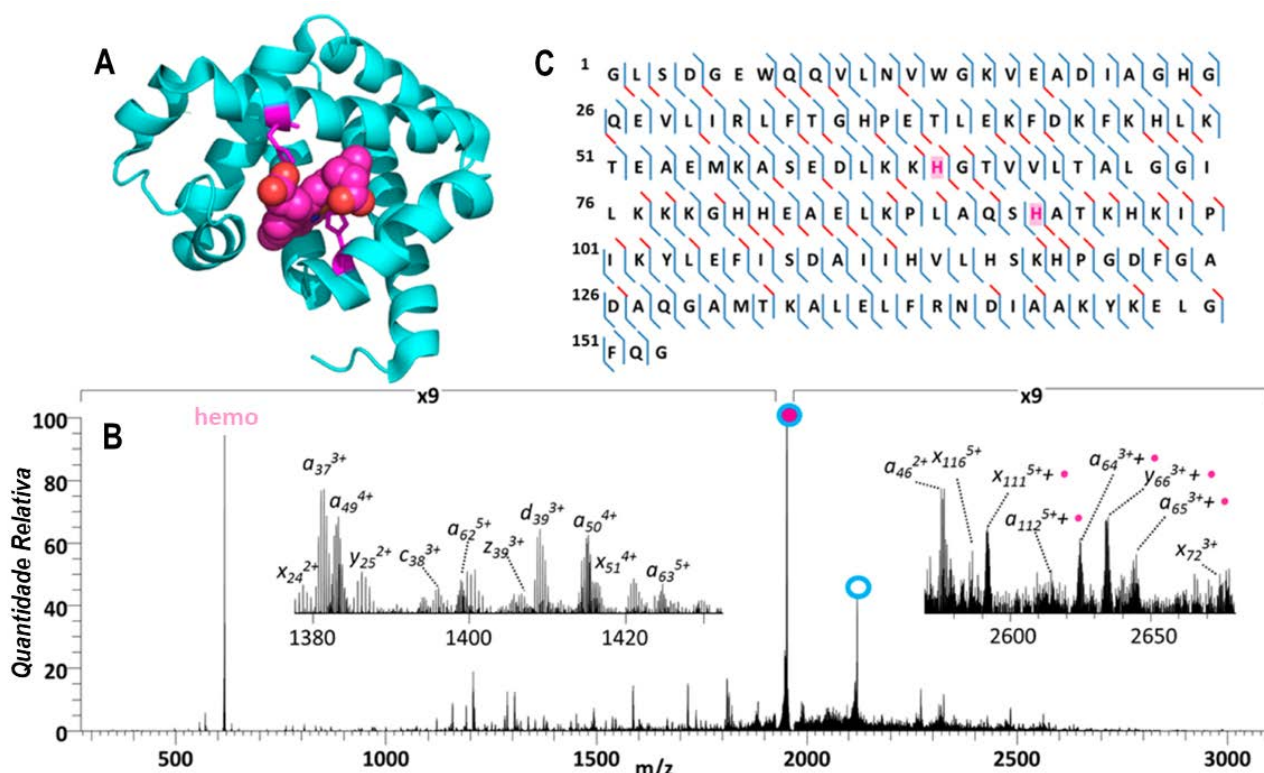 A
C
1 G L S D G E W Q Q V L N V W G K V E A D I A G H G
26 Q E V L I R L F T G H P E T L E K F D K F K H L K
51 T E A E M K A S E D L K K H G T V V L T A L G G I
76 L K K K G H H E A E L K P L A Q S H A T K H K I P
101 I K Y L E F I S D A I I H V L H S K H P G D F G A
126 D A Q G A M T K A L E L F R N D I A A K Y K E L G
151 F Q G
x9
x9
B
hemo
Quantidade Relativa
100
80
60
40
20
0
x24 2+
a37 3+
a49 4+
y25 2+
c38 3+
a62 5+
z39 3+
d39 3+
a50 4+
x51 4+
a63 5+
1380 1400 1420
a46 2+
x116 5+
x111 5+ + •
a112 5+ + •
a64 3+ + •
y66 3+ + •
a65 3+ + •
x72 3+
2600 2650
500 1000 1500 2000 2500 3000
m/z